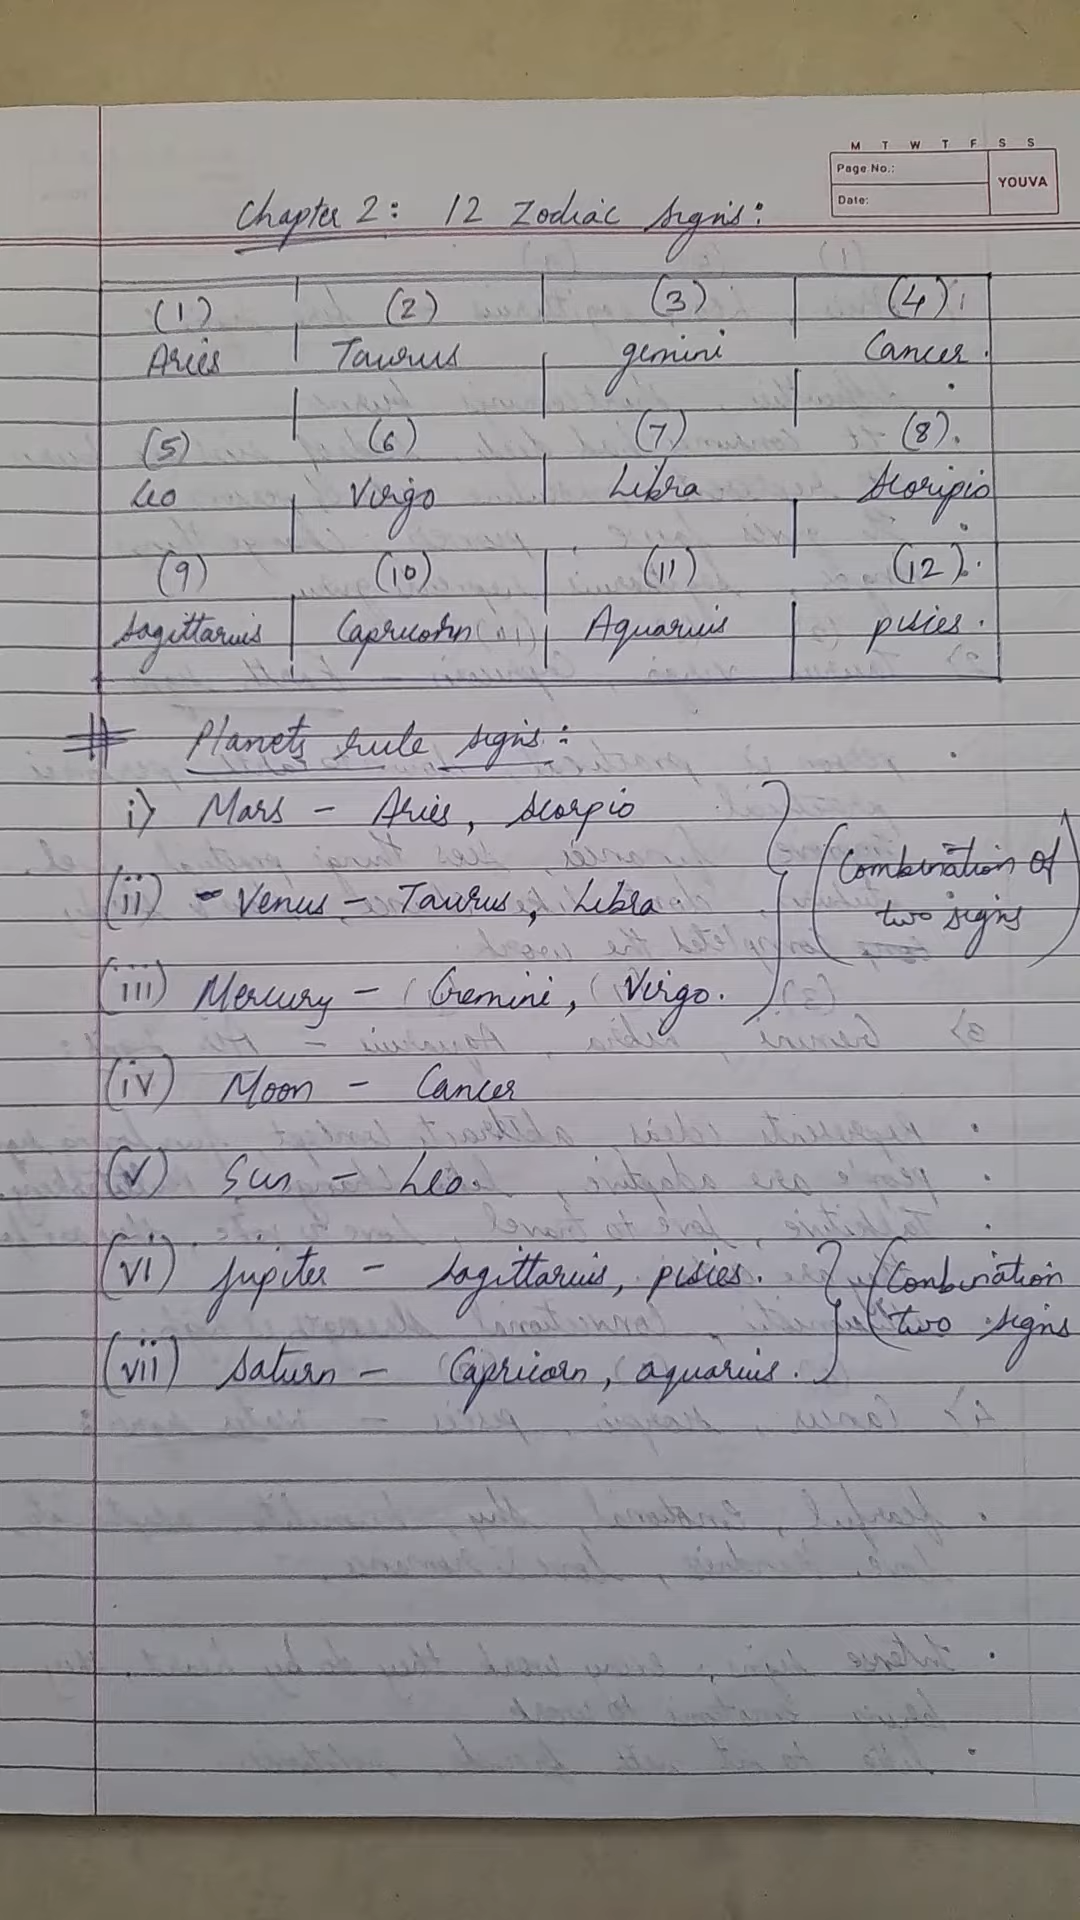 M T W T F S S
Page No.:
YOUVA
Date:
Chapter 2: 12 Zodiac signs:
(1) (2) (3) (4)
Aries Taurus gemini Cancer.
(5) (6) (7) (8).
Leo Virgo Libra Scoripio
(9) (10) (11) (12).
Sagittarius Capricorn Aquarius pisies.
# Planets rule signs:
i) Mars - Aries, Scorpio
(ii) - Venus - Taurus, Libra
(iii) Mercury - Gemini, Virgo.
(Combination of
two signs)
(iv) Moon - Cancer
(v) Sun - Leo.
(vi) Jupiter - Sagittarius, pisies.
(vii) Saturn - Capricorn, aquarius.
(Combination
two signs